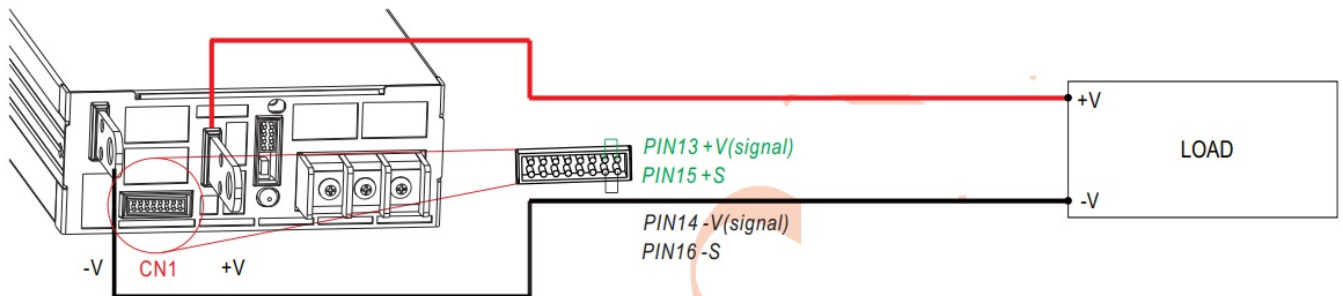 +V
LOAD
-V
PIN13 +V(signal)
PIN15 +S
PIN14 -V(signal)
PIN16 -S
-V
CN1
+V